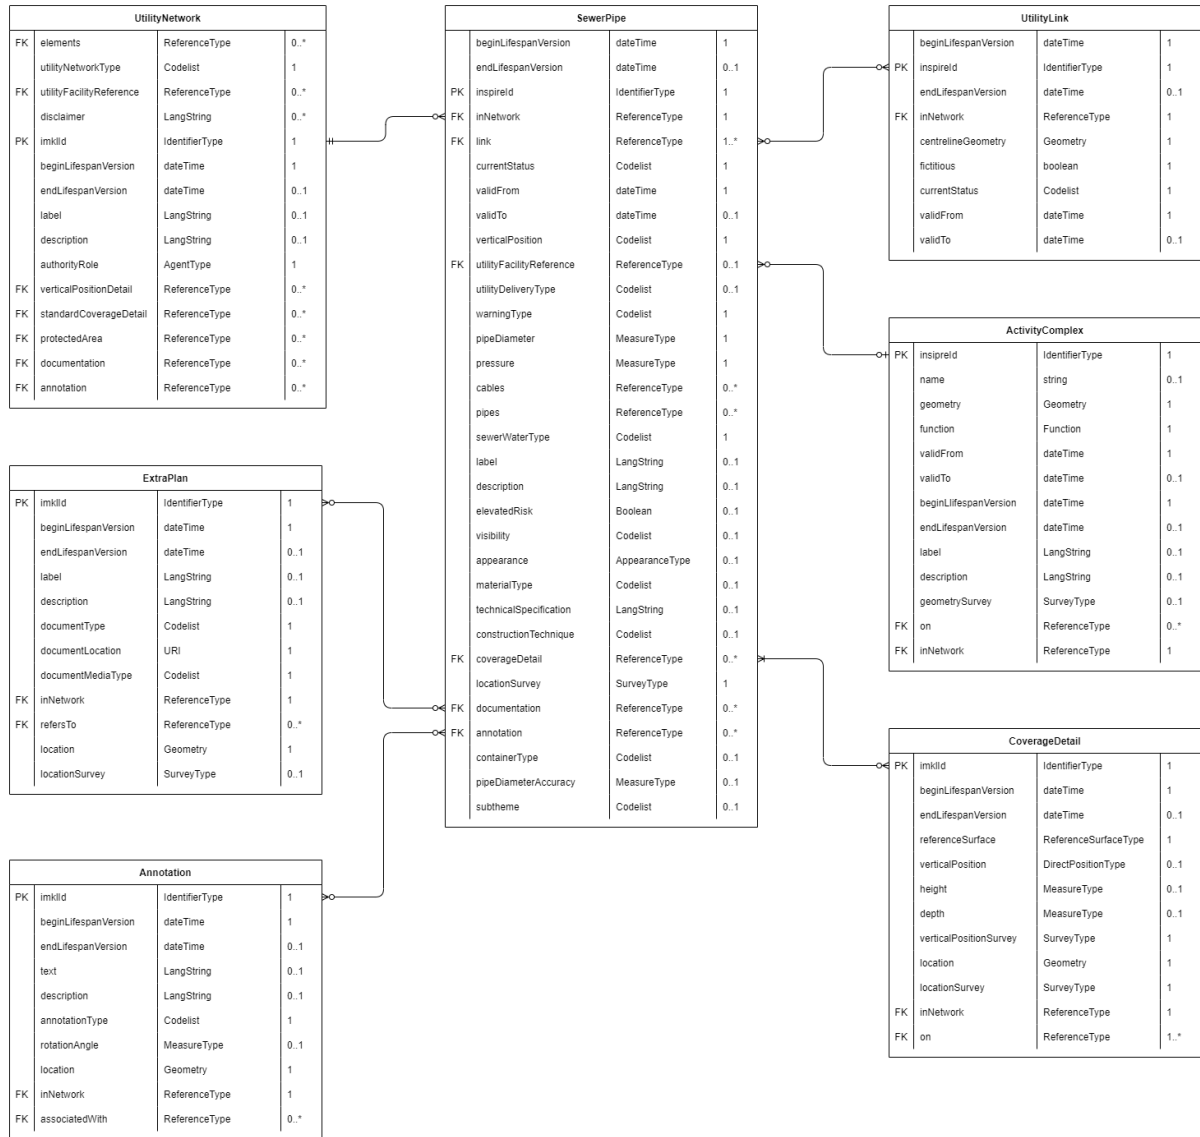 UtilityNetwork
FK elements ReferenceType 0..*
utilityNetworkType Codelist 1
FK utilityFacilityReference ReferenceType 0..*
disclaimer LangString 0..*
PK imklId IdentifierType 1
beginLifespanVersion dateTime 1
endLifespanVersion dateTime 0..1
label LangString 0..1
description LangString 0..1
authorityRole AgentType 1
FK verticalPositionDetail ReferenceType 0..*
FK standardCoverageDetail ReferenceType 0..*
FK protectedArea ReferenceType 0..*
FK documentation ReferenceType 0..*
FK annotation ReferenceType 0..*
ExtraPlan
PK imklId IdentifierType 1
beginLifespanVersion dateTime 1
endLifespanVersion dateTime 0..1
label LangString 0..1
description LangString 0..1
documentType Codelist 1
documentLocation URI 1
documentMediaType Codelist 1
FK inNetwork ReferenceType 1
FK refersTo ReferenceType 0..*
location Geometry 1
locationSurvey SurveyType 0..1
Annotation
PK imklId IdentifierType 1
beginLifespanVersion dateTime 1
endLifespanVersion dateTime 0..1
text LangString 0..1
description LangString 0..1
annotationType Codelist 1
rotationAngle MeasureType 0..1
location Geometry 1
FK inNetwork ReferenceType 1
FK associatedWith ReferenceType 0..*
SewerPipe
beginLifespanVersion dateTime 1
endLifespanVersion dateTime 0..1
PK inspireId IdentifierType 1
FK inNetwork ReferenceType 1
FK link ReferenceType 1..*
currentStatus Codelist 1
validFrom dateTime 1
validTo dateTime 0..1
verticalPosition Codelist 1
FK utilityFacilityReference ReferenceType 0..1
utilityDeliveryType Codelist 0..1
warningType Codelist 1
pipeDiameter MeasureType 1
pressure MeasureType 1
cables ReferenceType 0..*
pipes ReferenceType 0..*
sewerWaterType Codelist 1
label LangString 0..1
description LangString 0..1
elevatedRisk Boolean 0..1
visibility Codelist 0..1
appearance AppearanceType 0..1
materialType Codelist 0..1
technicalSpecification LangString 0..1
constructionTechnique Codelist 0..1
FK coverageDetail ReferenceType 0..*
locationSurvey SurveyType 1
FK documentation ReferenceType 0..*
FK annotation ReferenceType 0..*
containerType Codelist 0..1
pipeDiameterAccuracy MeasureType 0..1
subtheme Codelist 0..1
UtilityLink
beginLifespanVersion dateTime 1
PK inspireId IdentifierType 1
endLifespanVersion dateTime 0..1
FK inNetwork ReferenceType 1
centrelineGeometry Geometry 1
fictitious boolean 1
currentStatus Codelist 1
validFrom dateTime 1
validTo dateTime 0..1
ActivityComplex
PK insipreId IdentifierType 1
name string 0..1
geometry Geometry 1
function Function 1
validFrom dateTime 1
validTo dateTime 0..1
beginLlifespanVersion dateTime 1
endLifespanVersion dateTime 0..1
label LangString 0..1
description LangString 0..1
geometrySurvey SurveyType 0..1
FK on ReferenceType 0..*
FK inNetwork ReferenceType 1
CoverageDetail
PK imklId IdentifierType 1
beginLifespanVersion dateTime 1
endLifespanVersion dateTime 0..1
referenceSurface ReferenceSurfaceType 1
verticalPosition DirectPositionType 0..1
height MeasureType 0..1
depth MeasureType 0..1
verticalPositionSurvey SurveyType 1
location Geometry 1
locationSurvey SurveyType 1
FK inNetwork ReferenceType 1
FK on ReferenceType 1..*